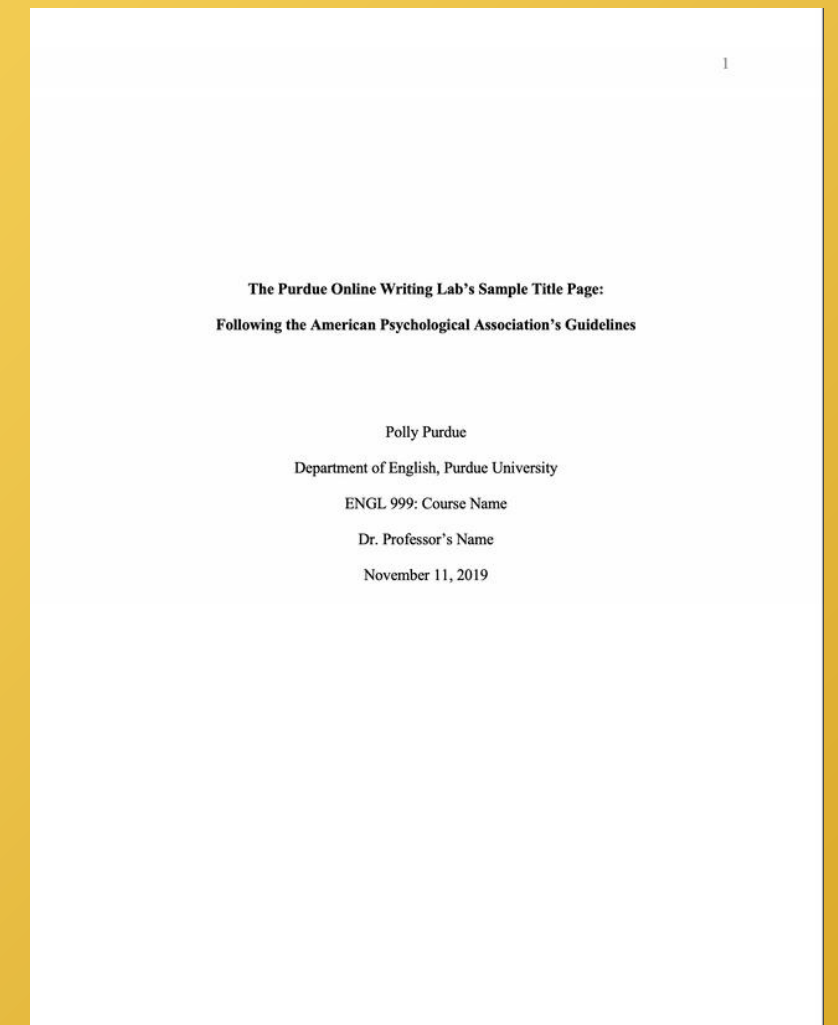 1
The Purdue Online Writing Lab’s Sample Title Page:
Following the American Psychological Association’s Guidelines
Polly Purdue
Department of English, Purdue University
ENGL 999: Course Name
Dr. Professor’s Name
November 11, 2019